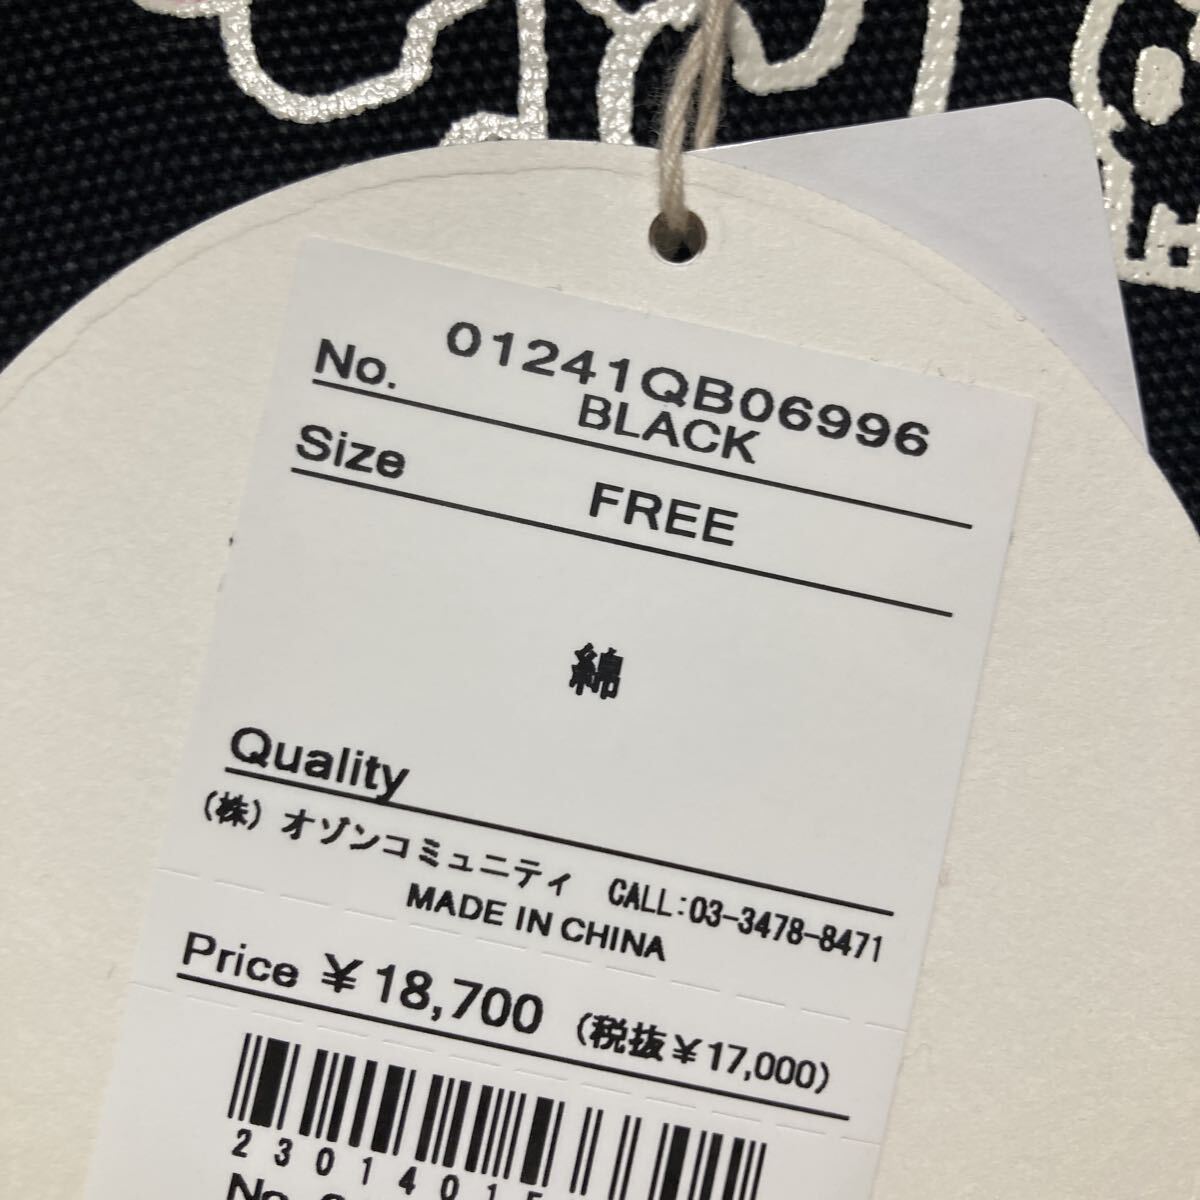 No. 01241QB06996
BLACK
Size FREE
綿
Quality
(株) オゾンコミュニティ CALL:03-3478-8471
MADE IN CHINA
Price ¥18,700 (税抜¥17,000)
2301401
No.